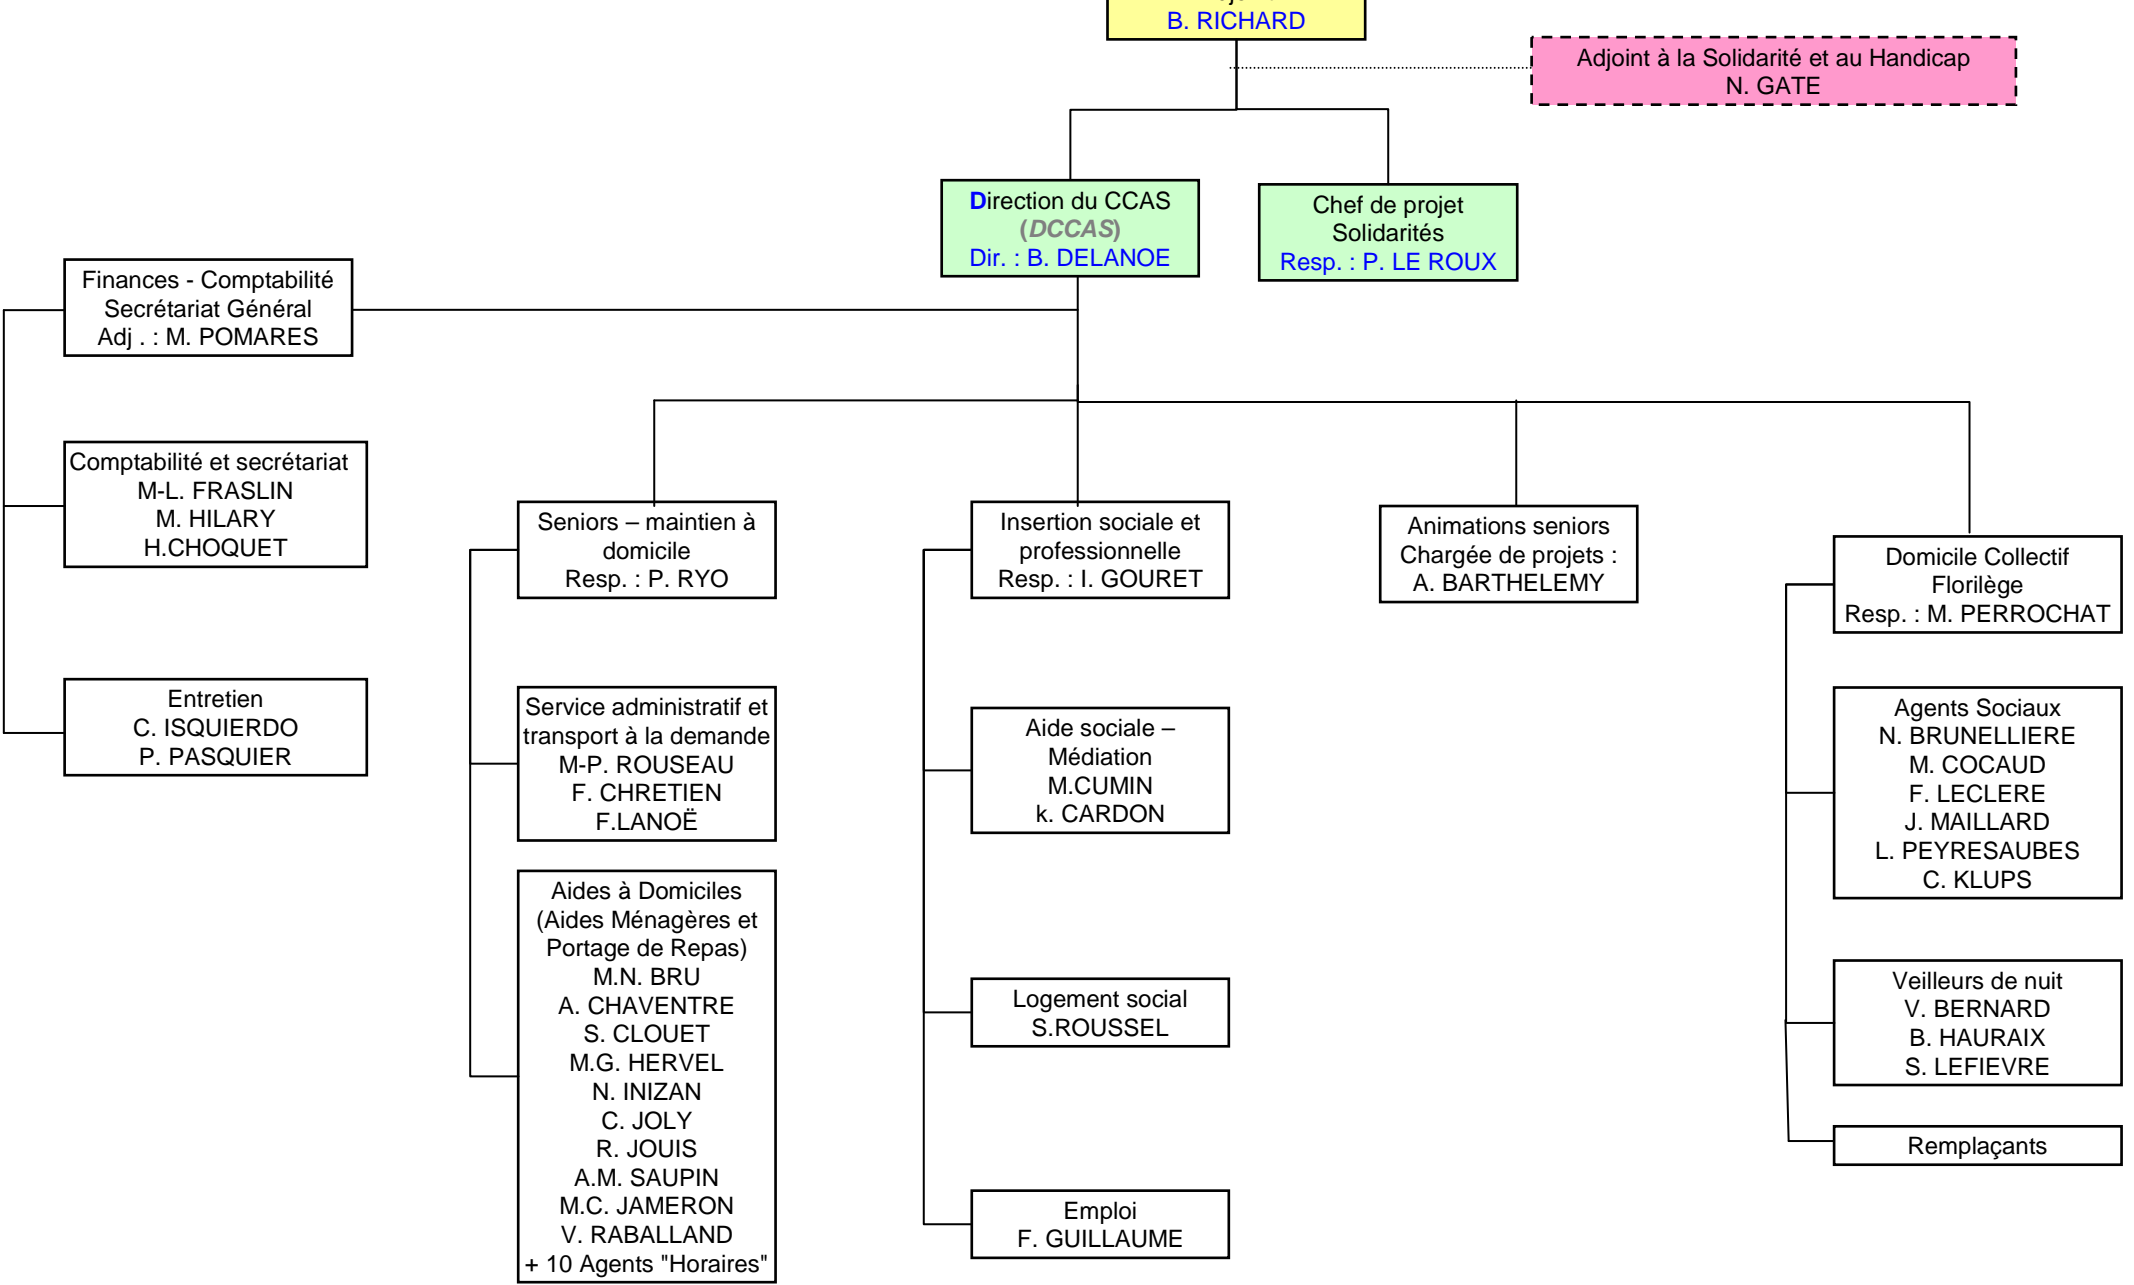 B. RICHARD
Adjoint à la Solidarité et au Handicap
N. GATE
Direction du CCAS
(DCCAS)
Dir. : B. DELANOE
Chef de projet
Solidarités
Resp. : P. LE ROUX
Finances - Comptabilité
Secrétariat Général
Adj . : M. POMARES
Comptabilité et secrétariat
M-L. FRASLIN
M. HILARY
H.CHOQUET
Entretien
C. ISQUIERDO
P. PASQUIER
Seniors – maintien à
domicile
Resp. : P. RYO
Service administratif et
transport à la demande
M-P. ROUSEAU
F. CHRETIEN
F.LANOË
Aides à Domiciles
(Aides Ménagères et
Portage de Repas)
M.N. BRU
A. CHAVENTRE
S. CLOUET
M.G. HERVEL
N. INIZAN
C. JOLY
R. JOUIS
A.M. SAUPIN
M.C. JAMERON
V. RABALLAND
+ 10 Agents "Horaires"
Insertion sociale et
professionnelle
Resp. : I. GOURET
Aide sociale –
Médiation
M.CUMIN
k. CARDON
Logement social
S.ROUSSEL
Emploi
F. GUILLAUME
Animations seniors
Chargée de projets :
A. BARTHELEMY
Domicile Collectif
Florilège
Resp. : M. PERROCHAT
Agents Sociaux
N. BRUNELLIERE
M. COCAUD
F. LECLERE
J. MAILLARD
L. PEYRESAUBES
C. KLUPS
Veilleurs de nuit
V. BERNARD
B. HAURAIX
S. LEFIEVRE
Remplaçants